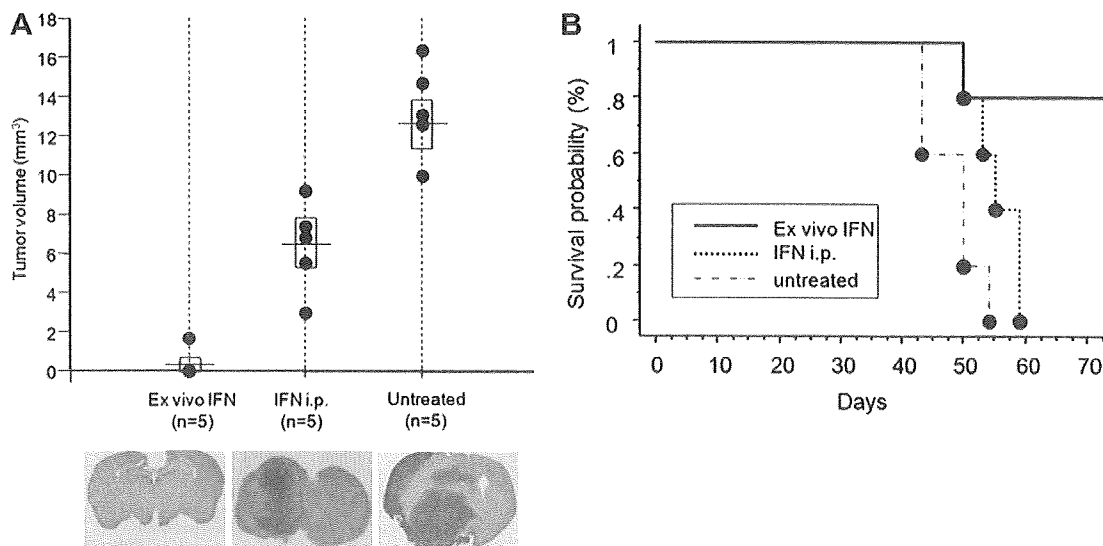 A
Tumor volume (mm³)
18
16
14
12
10
8
6
4
2
0
Ex vivo IFN
(n=5)
IFN i.p.
(n=5)
Untreated
(n=5)
B
Survival probability (%)
1
.8
.6
.4
.2
0
Ex vivo IFN
IFN i.p.
untreated
0 10 20 30 40 50 60 70
Days